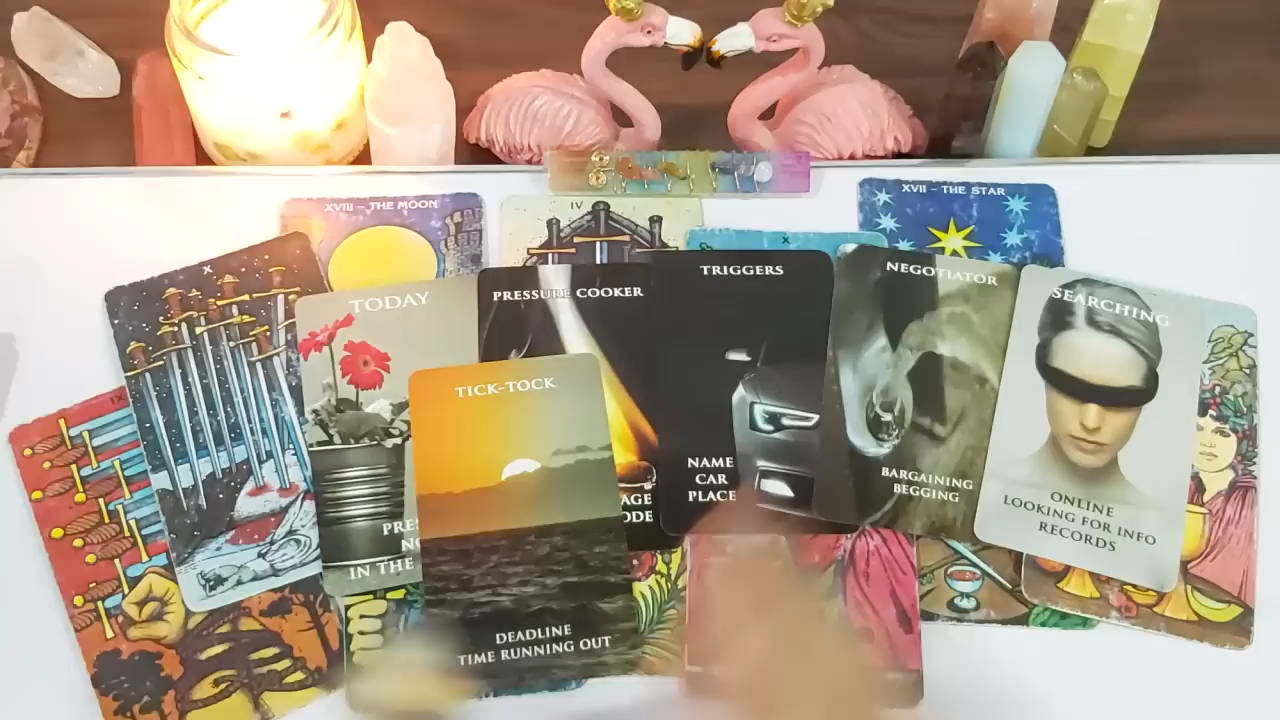 XVIII – THE MOON
IV
X
XVII – THE STAR
IX
X
TODAY
PRESSURE COOKER
TRIGGERS
NEGOTIATOR
SEARCHING
TICK-TOCK
NAME
CAR
PLACE
BARGAINING
BEGGING
ONLINE
LOOKING FOR INFO
RECORDS
IN THE
DEADLINE
TIME RUNNING OUT